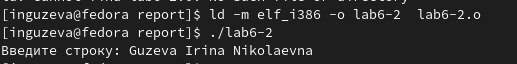 [inguzeva@fedora report]$ ld -m elf_i386 -o lab6-2  lab6-2.o
[inguzeva@fedora report]$ ./lab6-2
Введите строку: Guzeva Irina Nikolaevna